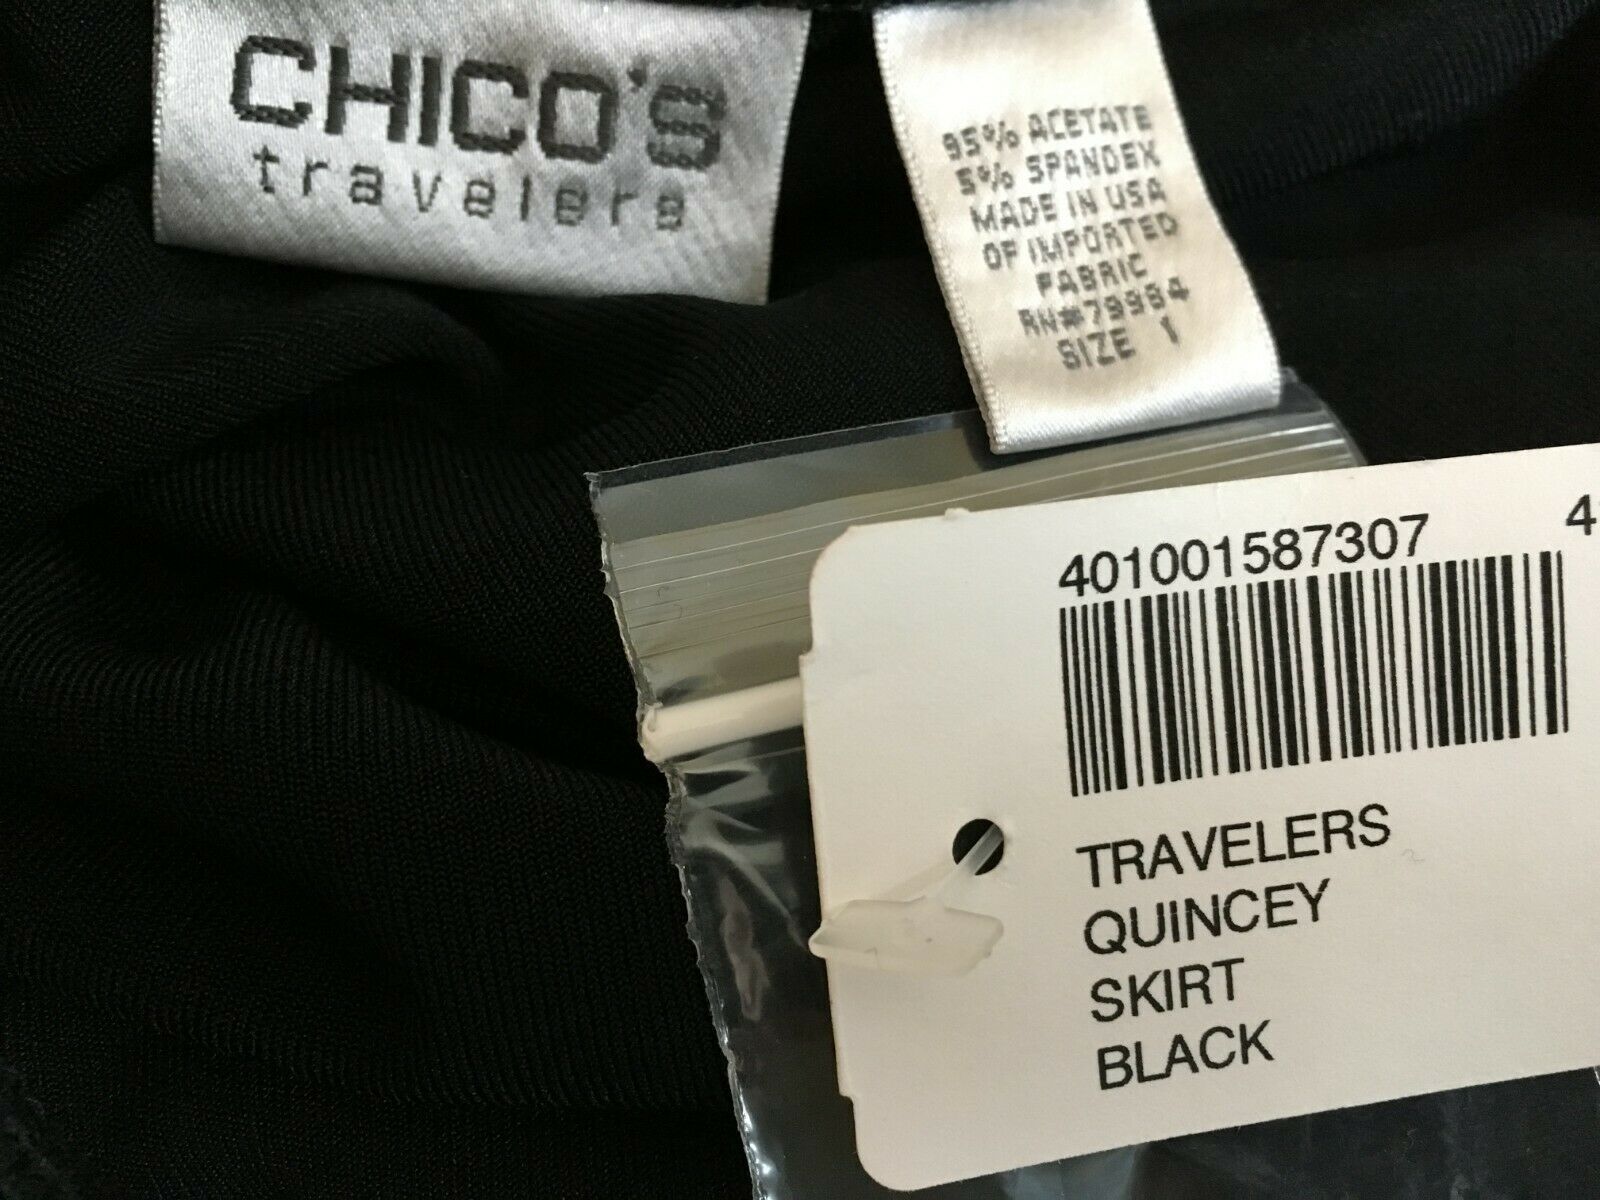 CHICO'S
travelers
95% ACETATE
5% SPANDEX
MADE IN USA
OF IMPORTED
FABRIC
RN#79984
SIZE 1
401001587307
TRAVELERS
QUINCEY
SKIRT
BLACK